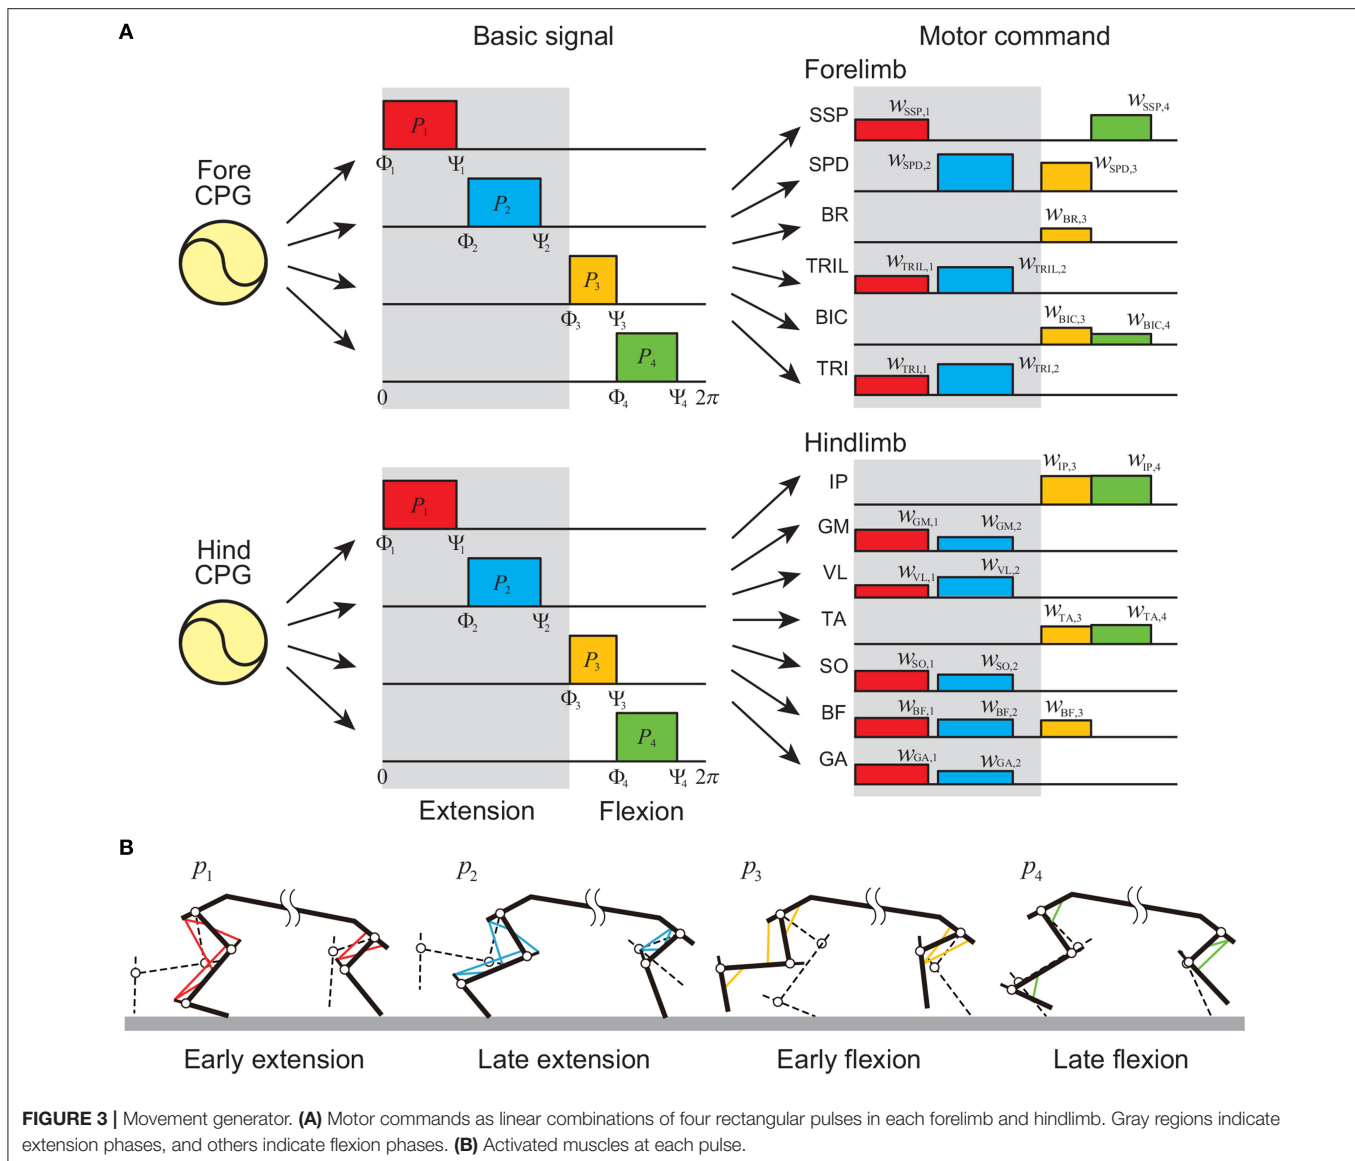 A
Basic signal
Motor command
Forelimb
Fore
CPG
P1
Φ1 Ψ1
P2
Φ2 Ψ2
P3
Φ3 Ψ3
P4
0 Φ4 Ψ4 2π
SSP wSSP,1 wSSP,4
SPD wSPD,2 wSPD,3
BR wBR,3
TRIL wTRIL,1 wTRIL,2
BIC wBIC,3 wBIC,4
TRI wTRI,1 wTRI,2
Hindlimb
Hind
CPG
P1
Φ1 Ψ1
P2
Φ2 Ψ2
P3
Φ3 Ψ3
P4
0 Φ4 Ψ4 2π
Extension Flexion
IP wIP,3 wIP,4
GM wGM,1 wGM,2
VL wVL,1 wVL,2
TA wTA,3 wTA,4
SO wSO,1 wSO,2
BF wBF,1 wBF,2 wBF,3
GA wGA,1 wGA,2
B
p1 p2 p3 p4
Early extension Late extension Early flexion Late flexion
FIGURE 3 | Movement generator. (A) Motor commands as linear combinations of four rectangular pulses in each forelimb and hindlimb. Gray regions indicate
extension phases, and others indicate flexion phases. (B) Activated muscles at each pulse.